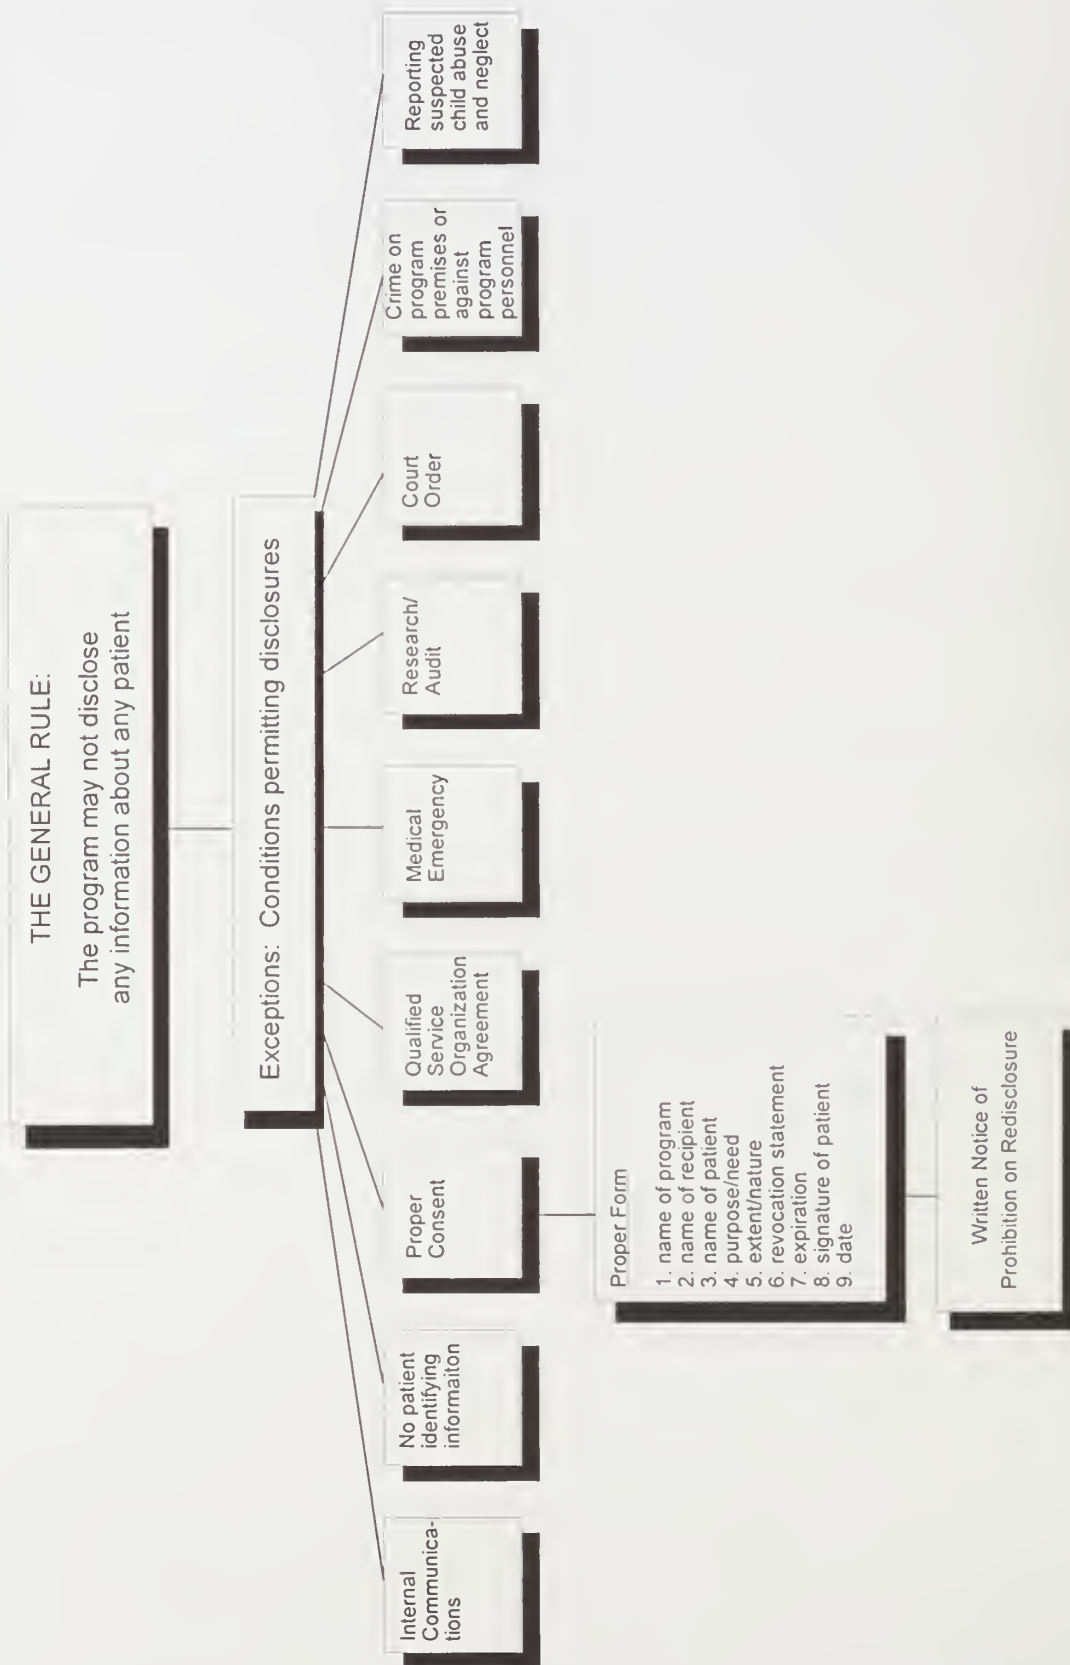 THE GENERAL RULE:
The program may not disclose
any information about any patient
Exceptions: Conditions permitting disclosures
Internal
Communica-
tions
No patient
identifying
informaiton
Proper
Consent
Qualified
Service
Organization
Agreement
Medical
Emergency
Research/
Audit
Court
Order
Crime on
program
premises or
against
program
personnel
Reporting
suspected
child abuse
and neglect
Proper Form
1. name of program
2. name of recipient
3. name of patient
4. purpose/need
5. extent/nature
6. revocation statement
7. expiration
8. signature of patient
9. date
Written Notice of
Prohibition on Redisclosure